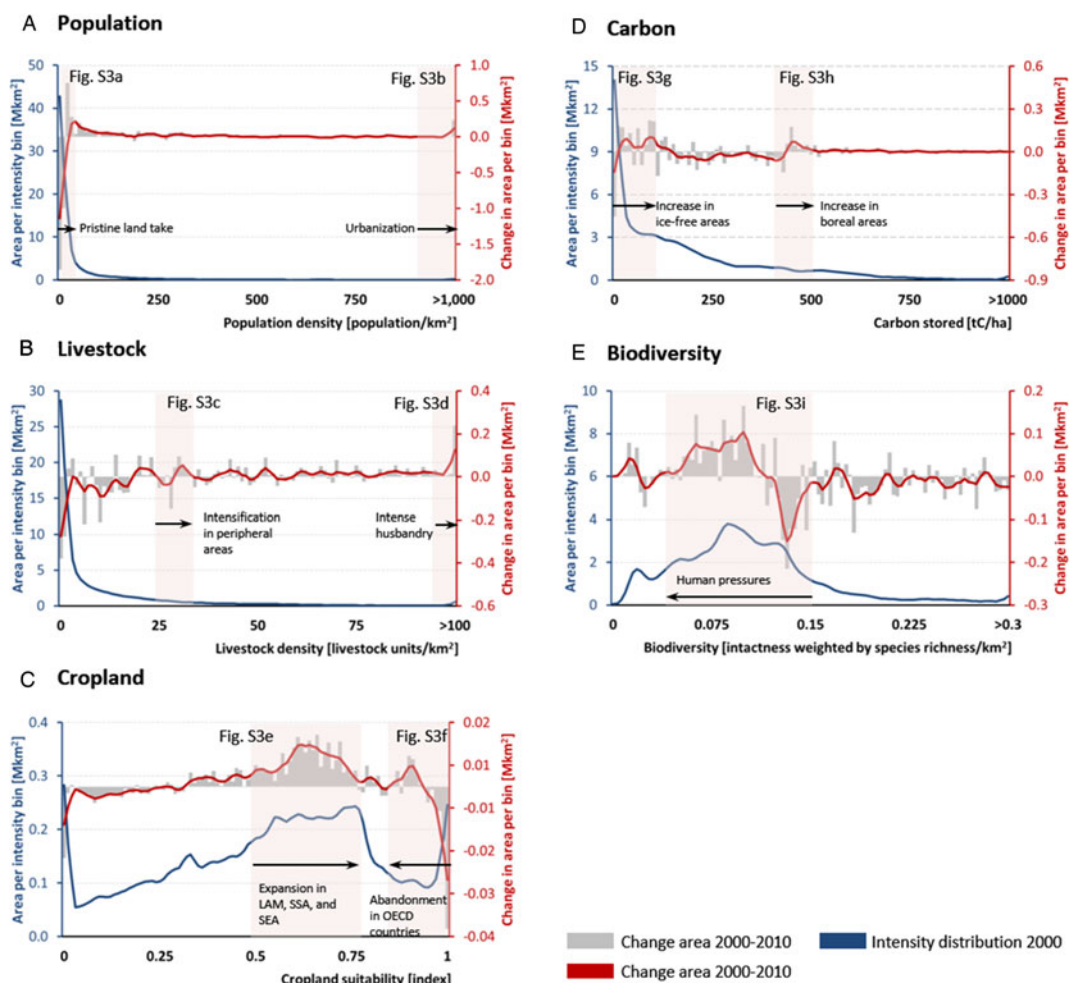 A Population
Fig. S3a
Fig. S3b
Area per intensity bin [Mkm²]
50
40
30
20
10
0
1.0
0.5
0.0
-0.5
-1.0
-1.5
-2.0
Change in area per bin [Mkm²]
Pristine land take
Urbanization
0 250 500 750 >1,000
Population density [population/km²]
B Livestock
Fig. S3c
Fig. S3d
Area per intensity bin [Mkm²]
30
25
20
15
10
5
0
0.4
0.2
0.0
-0.2
-0.4
-0.6
Change in area per bin [Mkm²]
Intensification
in peripheral
areas
Intense
husbandry
0 25 50 75 >100
Livestock density [livestock units/km²]
C Cropland
Fig. S3e
Fig. S3f
Area per intensity bin [Mkm²]
0.4
0.3
0.2
0.1
0.0
0.02
0.01
-0.01
-0.02
-0.03
-0.04
Change in area per bin [Mkm²]
Expansion in
LAM, SSA, and
SEA
Abandonment
in OECD
countries
0 0.25 0.5 0.75 1
Cropland suitability [index]
D Carbon
Fig. S3g
Fig. S3h
Area per intensity bin [Mkm²]
15
12
9
6
3
0
0.6
0.3
0.0
-0.3
-0.6
-0.9
Change in area per bin [Mkm²]
Increase in
ice-free areas
Increase in
boreal areas
0 250 500 750 >1000
Carbon stored [tC/ha]
E Biodiversity
Fig. S3i
Area per intensity bin [Mkm²]
10
8
6
4
2
0
0.2
0.1
0.0
-0.1
-0.2
-0.3
Change in area per bin [Mkm²]
Human pressures
0 0.075 0.15 0.225 >0.3
Biodiversity [intactness weighted by species richness/km²]
Change area 2000-2010
Intensity distribution 2000
Change area 2000-2010